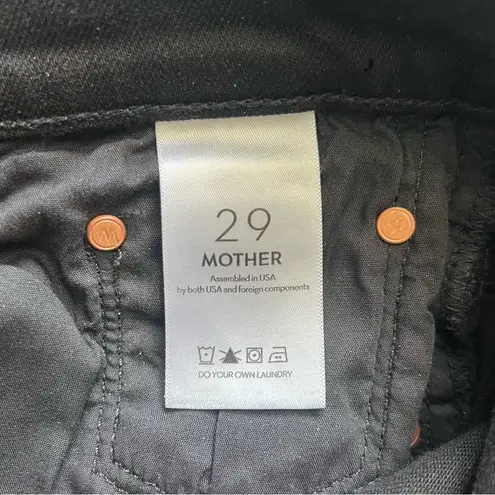 29
MOTHER
Assembled in USA
by both USA and foreign components
DO YOUR OWN LAUNDRY